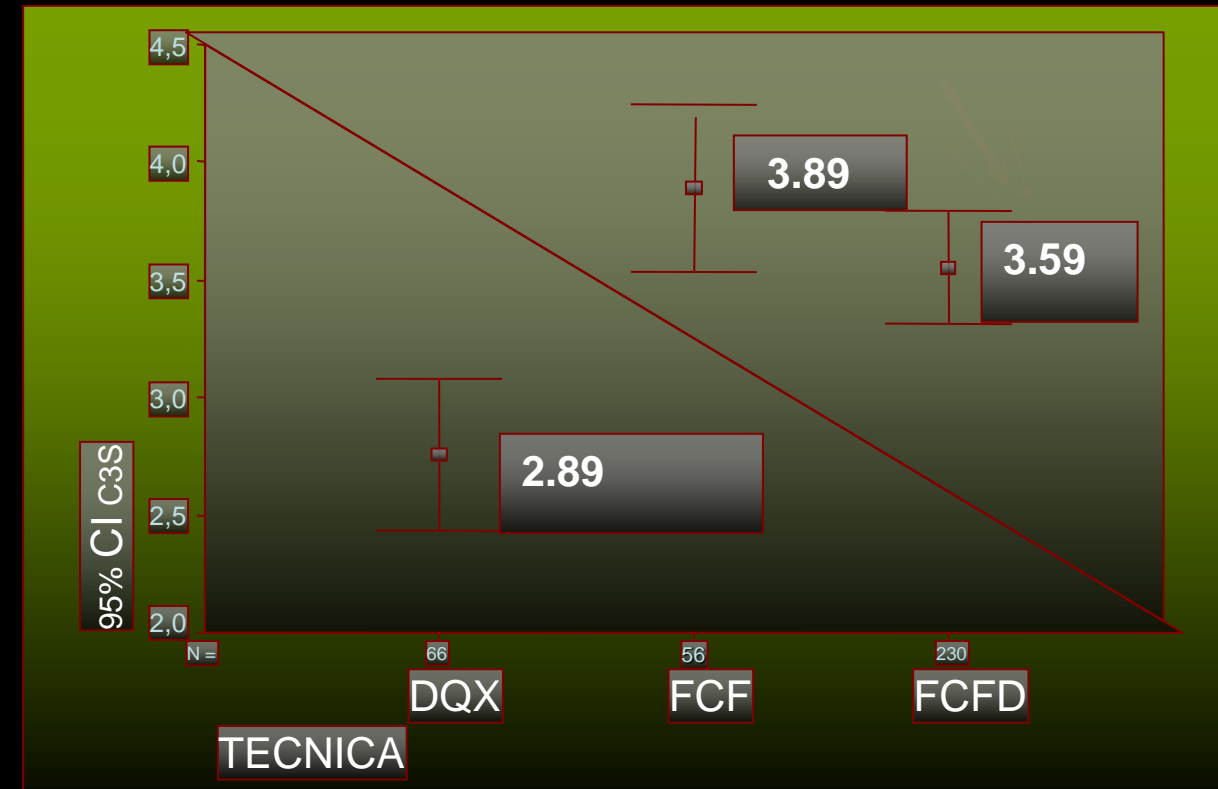 4,5
4,0
3.89
3.59
3,5
3,0
2.89
2,5
2,0
95% CI C3S
N =
66
56
230
DQX
FCF
FCFD
TECNICA